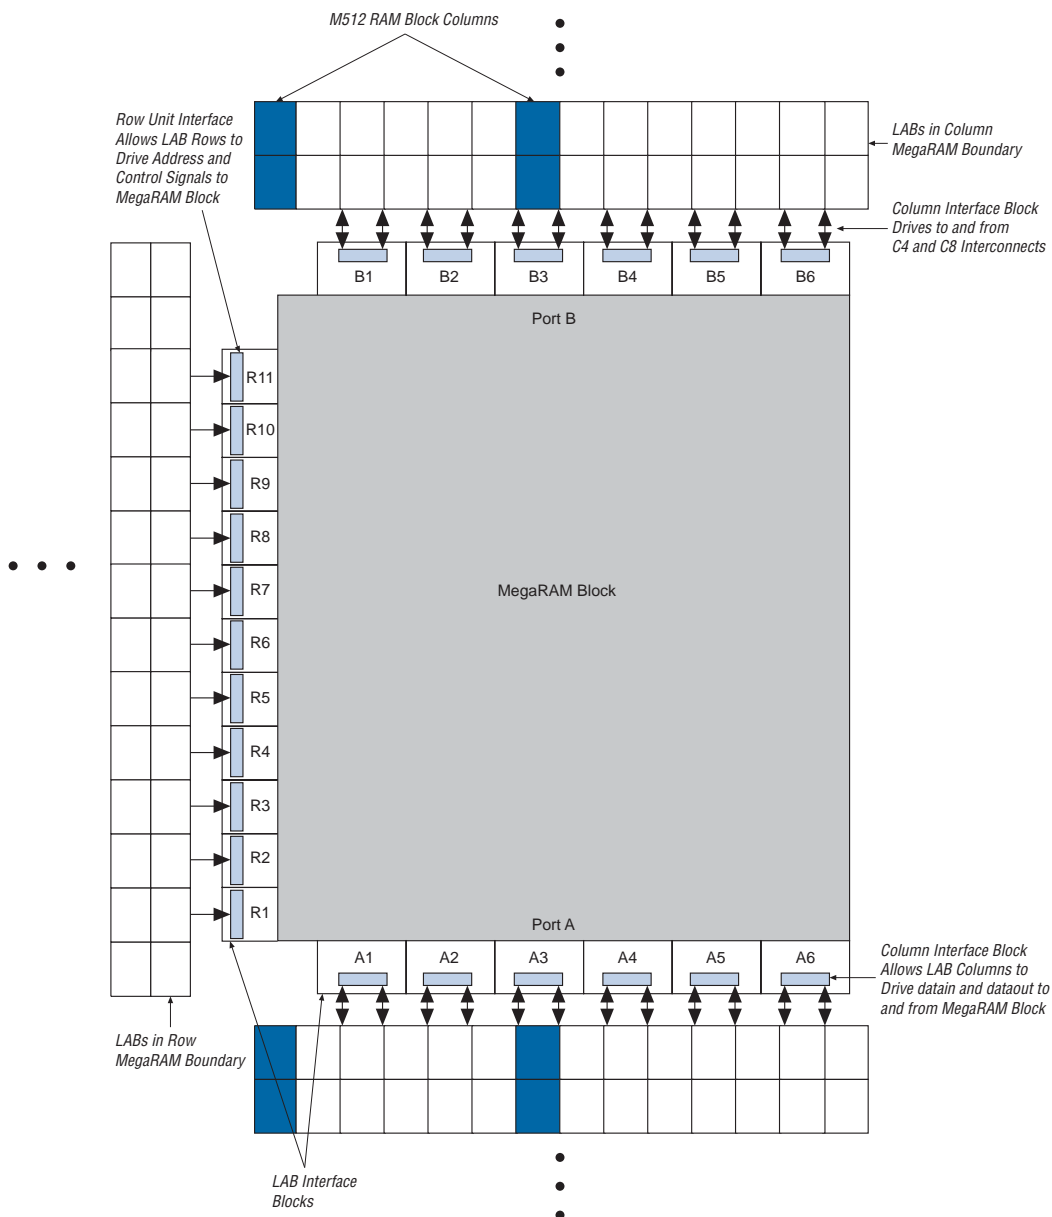 M512 RAM Block Columns
Row Unit Interface
Allows LAB Rows to
Drive Address and
Control Signals to
MegaRAM Block
LABs in Column
MegaRAM Boundary
Column Interface Block
Drives to and from
C4 and C8 Interconnects
B1 B2 B3 B4 B5 B6
Port B
R11
R10
R9
R8
R7
MegaRAM Block
R6
R5
R4
R3
R2
R1
Port A
A1 A2 A3 A4 A5 A6
Column Interface Block
Allows LAB Columns to
Drive datain and dataout to
and from MegaRAM Block
LABs in Row
MegaRAM Boundary
LAB Interface
Blocks